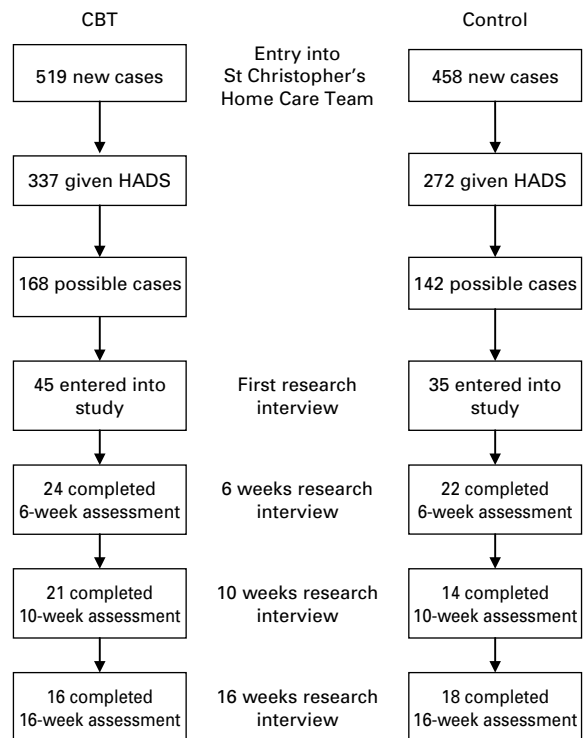 CBT
Control
519 new cases
Entry into
St Christopher's
Home Care Team
458 new cases
337 given HADS
272 given HADS
168 possible cases
142 possible cases
45 entered into
study
First research
interview
35 entered into
study
24 completed
6-week assessment
6 weeks research
interview
22 completed
6-week assessment
21 completed
10-week assessment
10 weeks research
interview
14 completed
10-week assessment
16 completed
16-week assessment
16 weeks research
interview
18 completed
16-week assessment